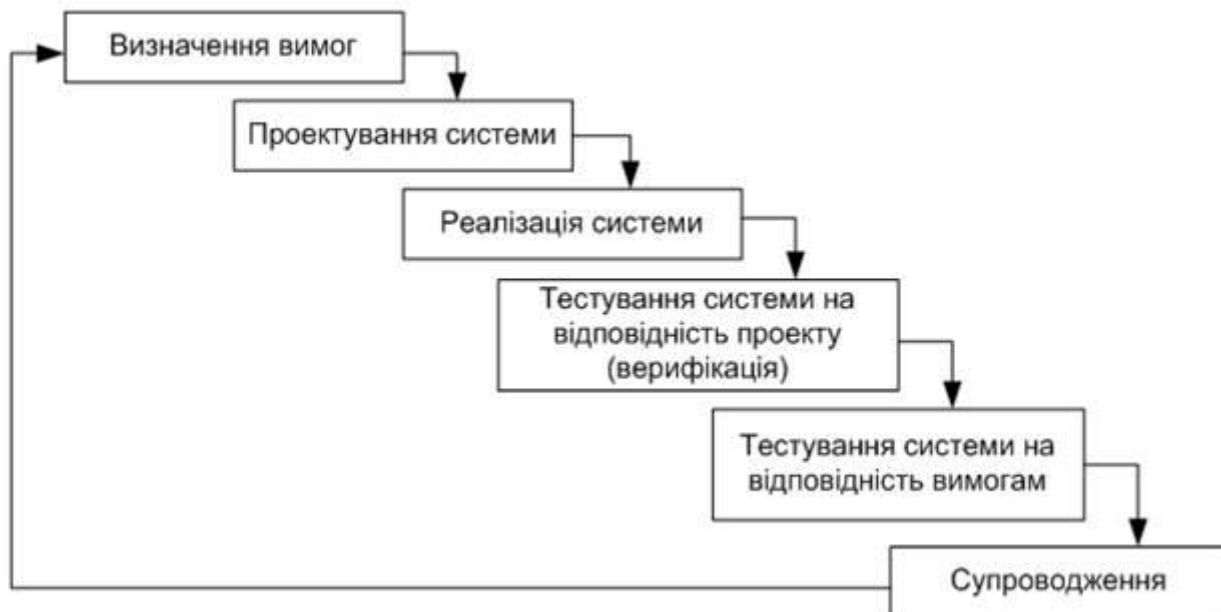 Визначення вимог
Проектування системи
Реалізація системи
Тестування системи на
відповідність проекту
(верифікація)
Тестування системи на
відповідність вимогам
Супроводження